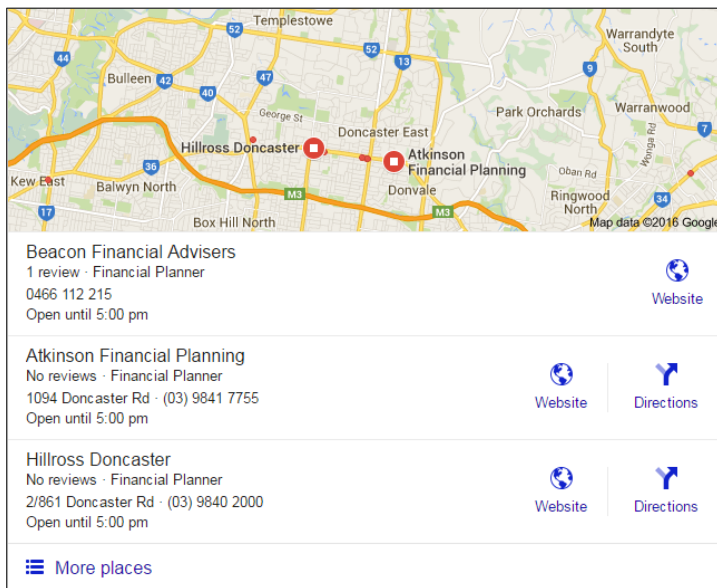 Templestowe
52
Warrandyte
South
44
52
13
Bulleen
42
47
9
40
Park Orchards
Warranwood
George St
Doncaster East
7
Hillross Doncaster
Atkinson
Financial Planning
Wonga Rd
36
Oban Rd
Kew East
Balwyn North
Donvale
Ringwood
North
34
M3
17
M3
Box Hill North
Map data ©2016 Google
Beacon Financial Advisers
1 review · Financial Planner
0466 112 215
Open until 5:00 pm
Website
Atkinson Financial Planning
No reviews · Financial Planner
1094 Doncaster Rd · (03) 9841 7755
Open until 5:00 pm
Website
Directions
Hillross Doncaster
No reviews · Financial Planner
2/861 Doncaster Rd · (03) 9840 2000
Open until 5:00 pm
Website
Directions
More places